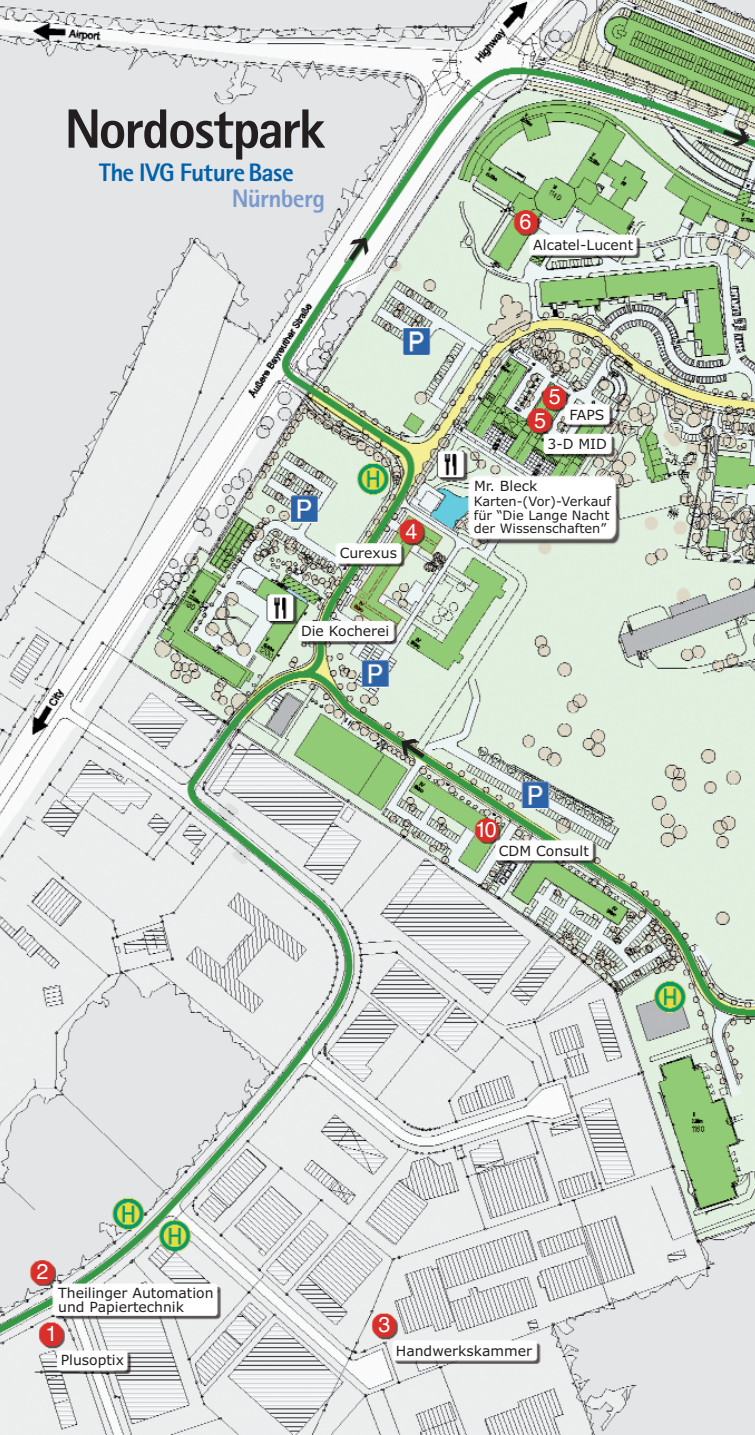 Airport
Highway
Nordostpark
The IVG Future Base
Nürnberg
6
Alcatel-Lucent
Äußere Bayreuther Straße
P
5
FAPS
5
3-D MID
H
Mr. Bleck
Karten-(Vor)-Verkauf
für "Die Lange Nacht
der Wissenschaften"
P
4
Curexus
Die Kocherei
P
City
P
10
CDM Consult
H
1160
H
H
2
Theilinger Automation
und Papiertechnik
1
Plusoptix
3
Handwerkskammer